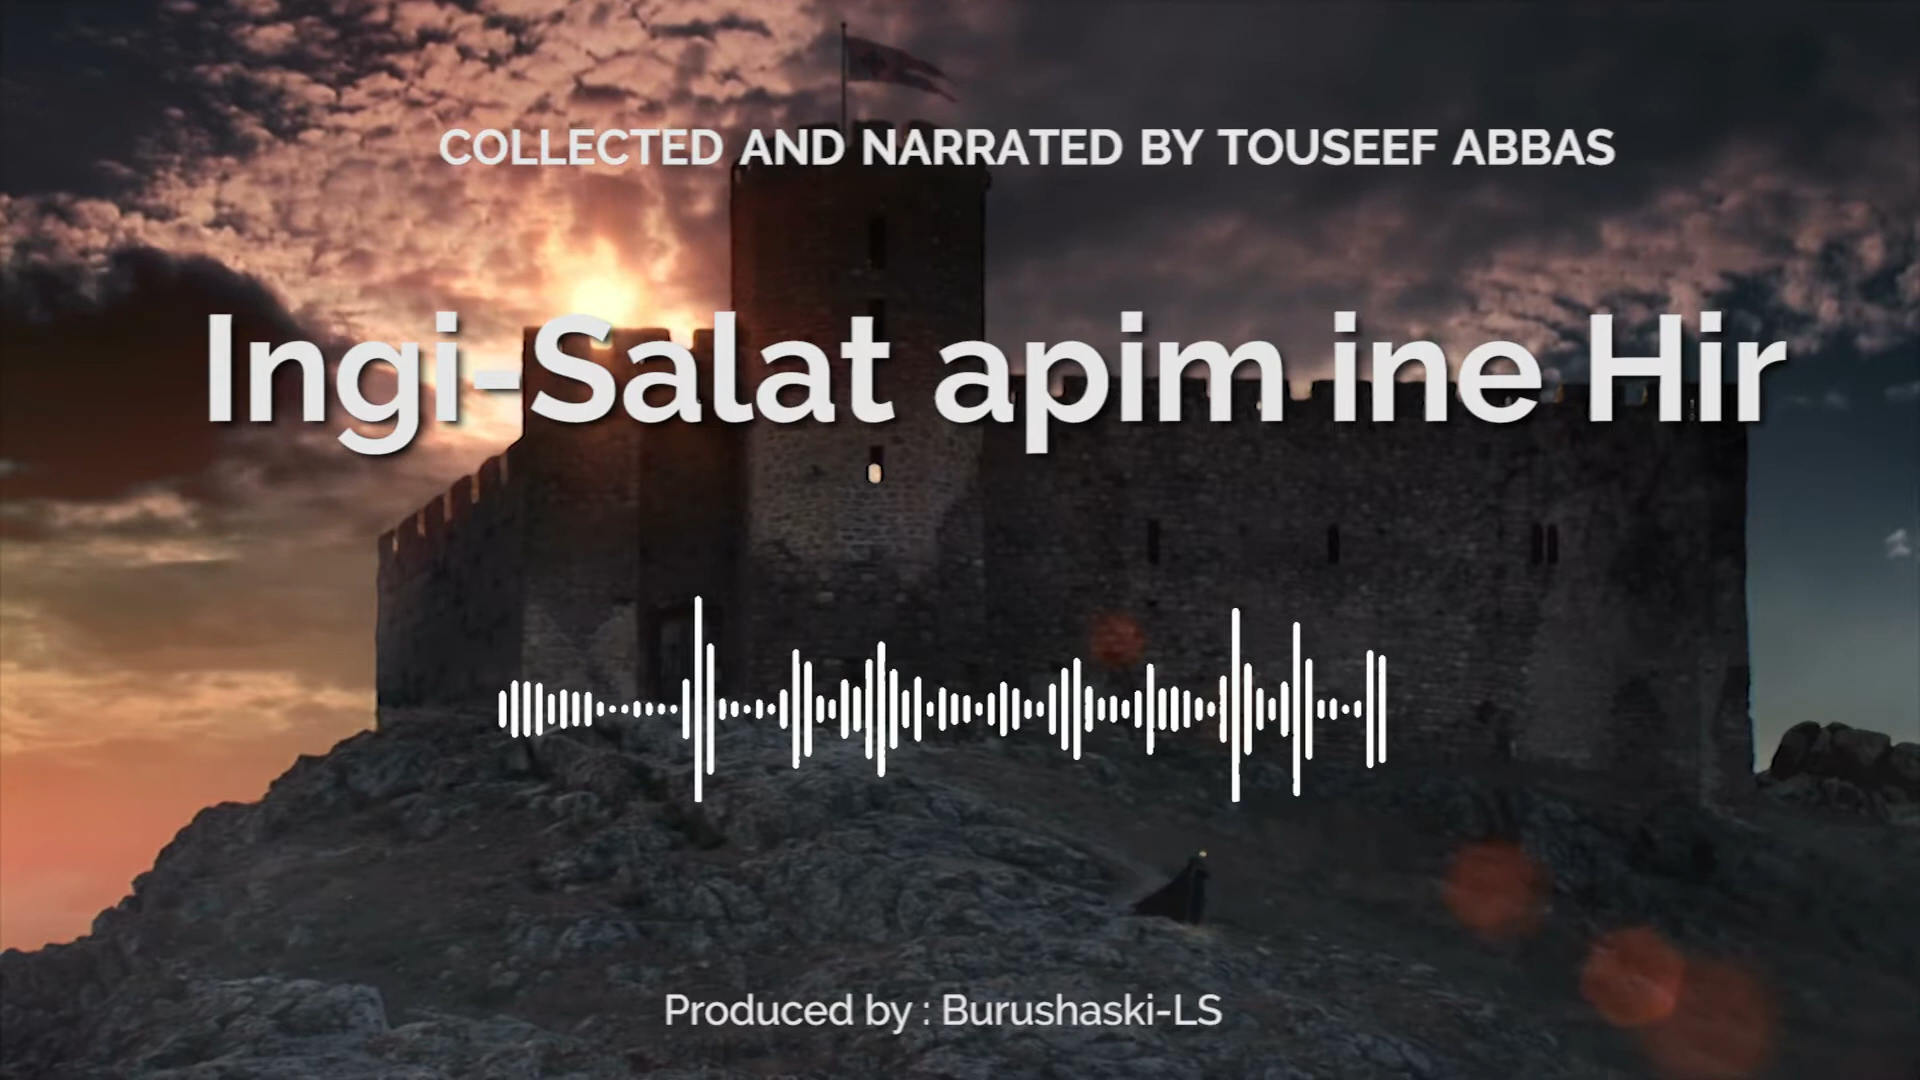 COLLECTED AND NARRATED BY TOUSEEF ABBAS
Ingi-Salat apim ine Hir
Produced by : Burushaski-LS